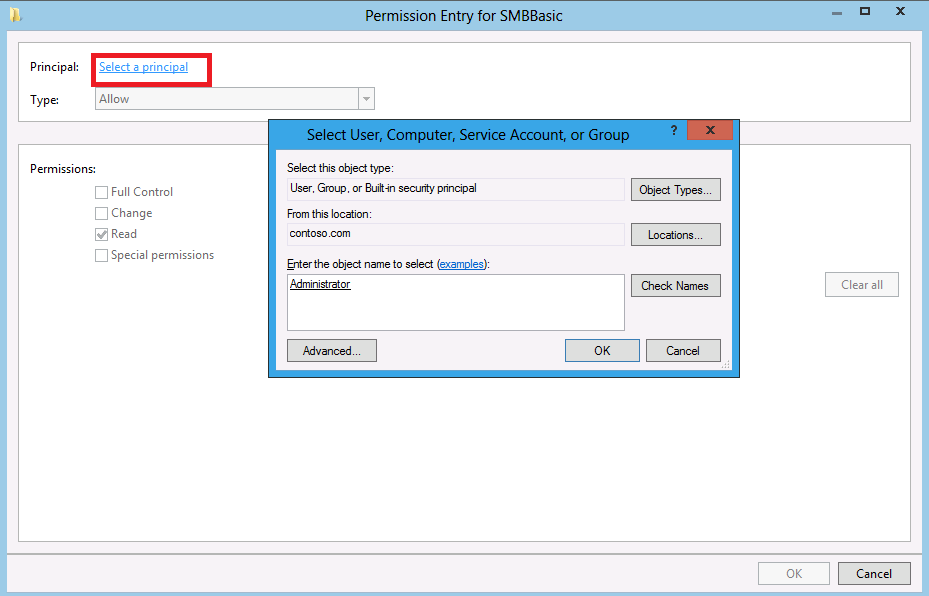 Permission Entry for SMBBasic
Principal: Select a principal
Type: Allow
Select User, Computer, Service Account, or Group
? X
Select this object type:
User, Group, or Built-in security principal Object Types...
From this location:
contoso.com Locations...
Enter the object name to select (examples):
Administrator Check Names
Advanced... OK Cancel
Permissions:
Full Control
Change
Read
Special permissions
Clear all
OK Cancel